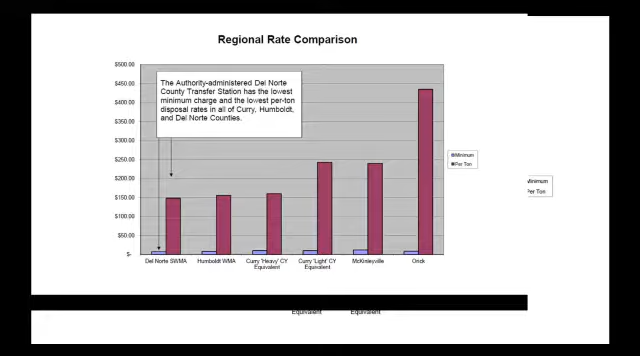 Regional Rate Comparison
$500.00
$450.00
$400.00
$350.00
$300.00
$250.00
$200.00
$150.00
$100.00
$50.00
$-
The Authority-administered Del Norte
County Transfer Station has the lowest
minimum charge and the lowest per-ton
disposal rates in all of Curry, Humboldt,
and Del Norte Counties.
Minimum
Per Ton
Minimum
Per Ton
Del Norte SWMA
Humboldt WMA
Curry 'Heavy' CY
Equivalent
Curry 'Light' CY
Equivalent
McKinleyville
Orick
Equivalent
Equivalent